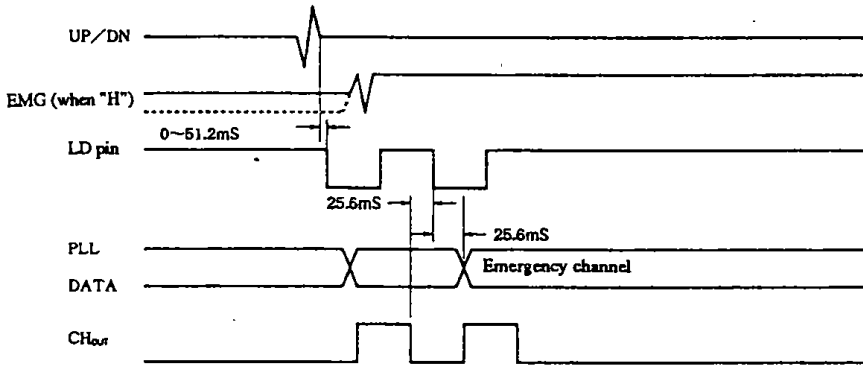 UP/DN
EMG (when "H")
0~51.2mS
LD pin
25.6mS
25.6mS
PLL
Emergency channel
DATA
CHOUT